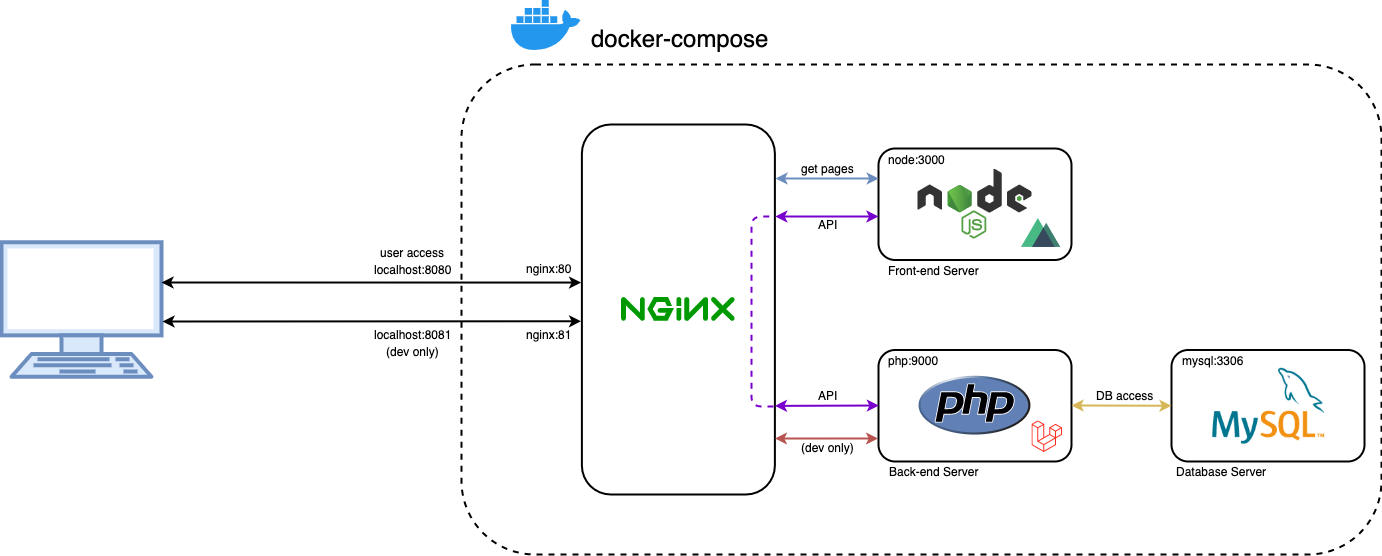 docker-compose
node:3000
get pages
node
JS
API
Front-end Server
user access
localhost:8080
nginx:80
NGiNX
localhost:8081
nginx:81
(dev only)
php:9000
mysql:3306
API
php
DB access
MySQL™
(dev only)
Back-end Server
Database Server